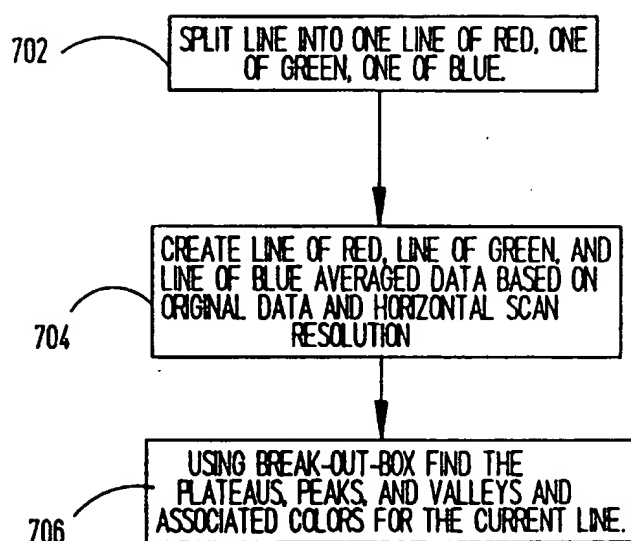 702
SPLIT LINE INTO ONE LINE OF RED, ONE
OF GREEN, ONE OF BLUE.
CREATE LINE OF RED, LINE OF GREEN, AND
LINE OF BLUE AVERAGED DATA BASED ON
ORIGINAL DATA AND HORIZONTAL SCAN
RESOLUTION
704
USING BREAK-OUT-BOX FIND THE
PLATEAUS, PEAKS, AND VALLEYS AND
ASSOCIATED COLORS FOR THE CURRENT LINE.
706